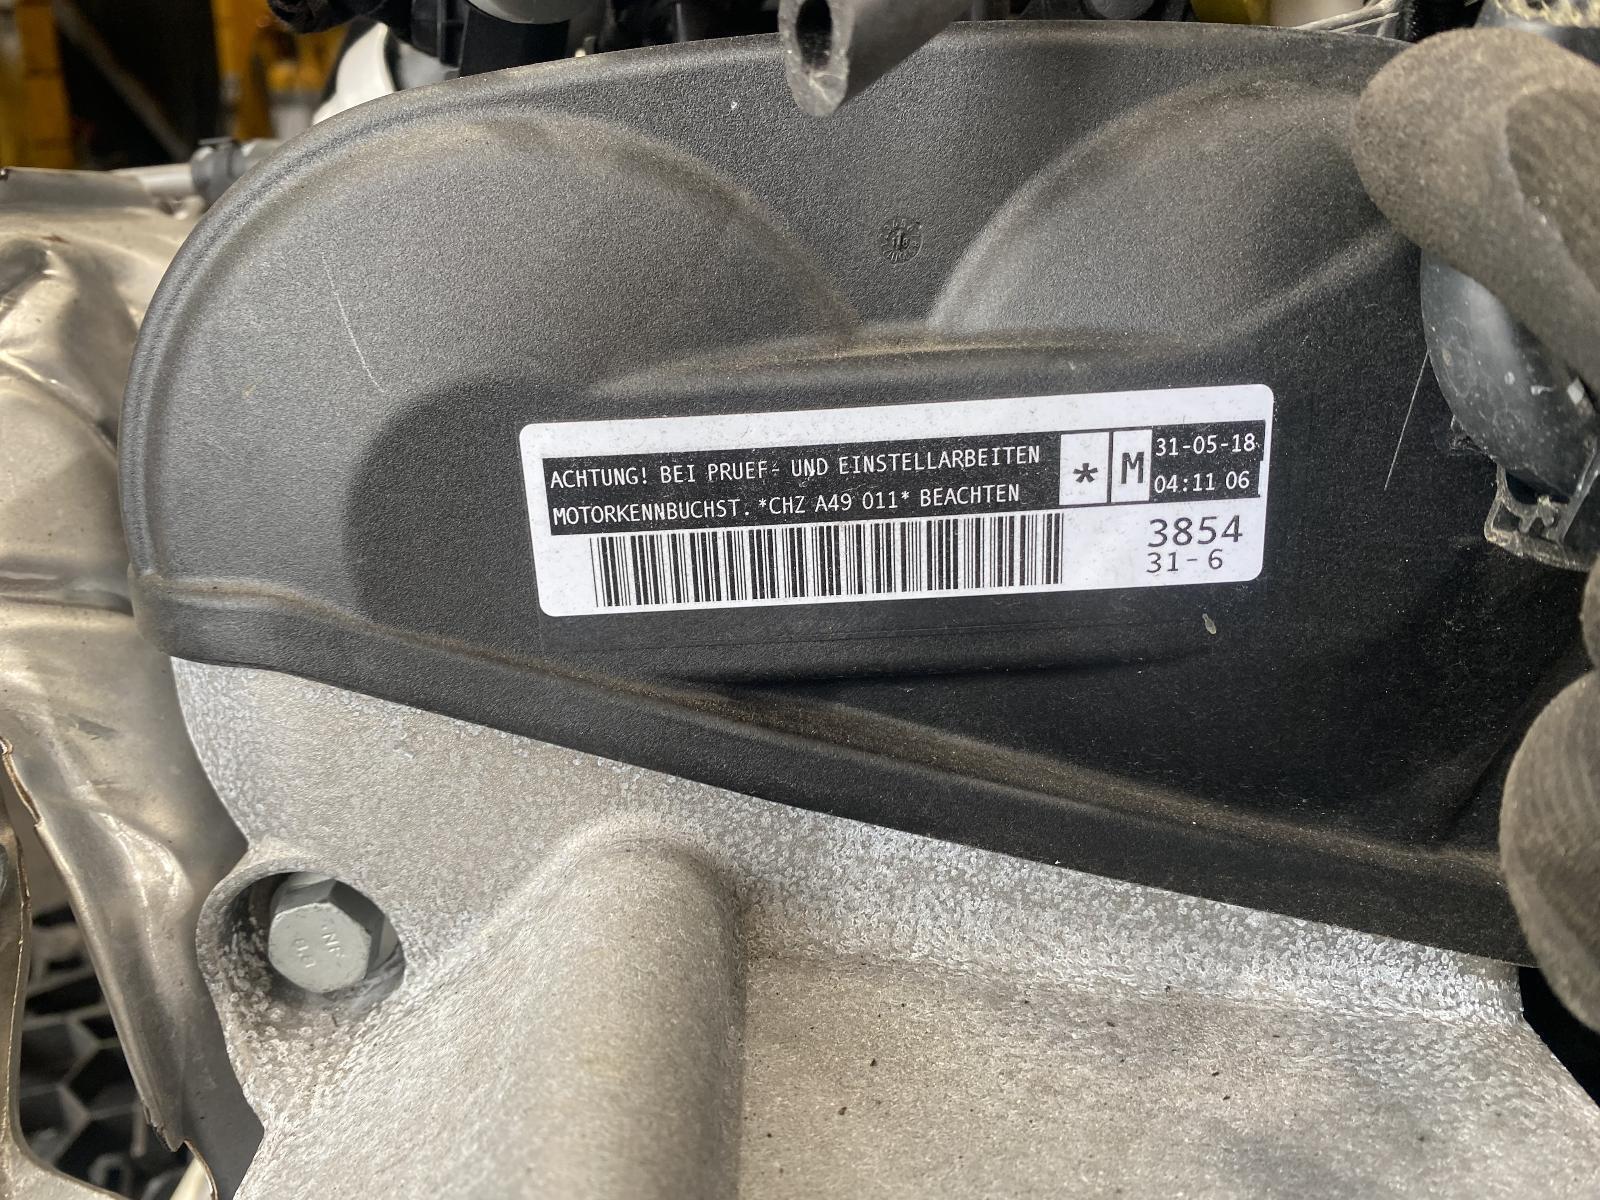 ACHTUNG! BEI PRUEF- UND EINSTELLARBEITEN
MOTORKENNBUCHST. *CHZ A49 011* BEACHTEN
* M
31-05-18
04:11 06
3854
31-6